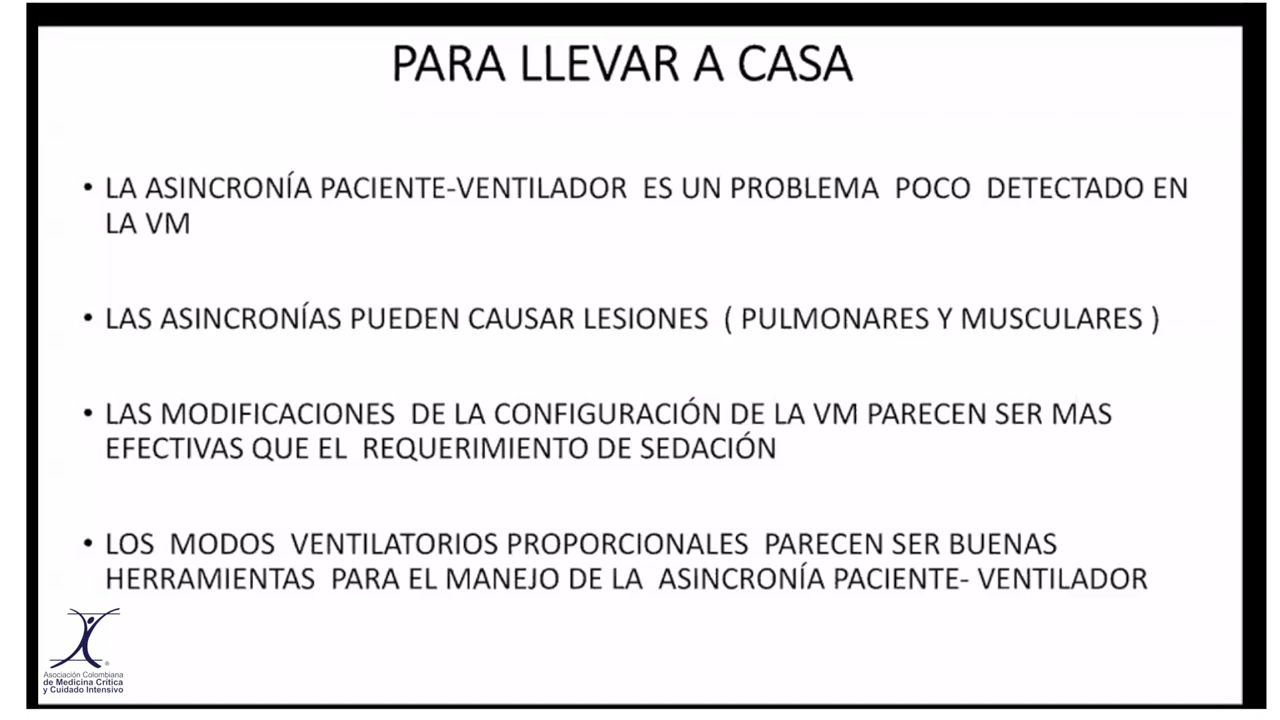 PARA LLEVAR A CASA
• LA ASINCRONÍA PACIENTE-VENTILADOR ES UN PROBLEMA POCO DETECTADO EN
LA VM
• LAS ASINCRONÍAS PUEDEN CAUSAR LESIONES ( PULMONARES Y MUSCULARES )
• LAS MODIFICACIONES DE LA CONFIGURACIÓN DE LA VM PARECEN SER MAS
EFECTIVAS QUE EL REQUERIMIENTO DE SEDACIÓN
• LOS MODOS VENTILATORIOS PROPORCIONALES PARECEN SER BUENAS
HERRAMIENTAS PARA EL MANEJO DE LA ASINCRONÍA PACIENTE- VENTILADOR
®
Asociación Colombiana
de Medicina Crítica
y Cuidado Intensivo